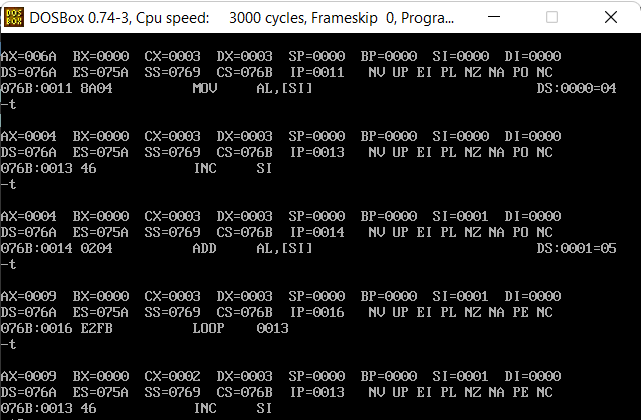 DOS
BOX
DOSBox 0.74-3, Cpu speed: 3000 cycles, Frameskip 0, Progra...
AX=006A BX=0000 CX=0003 DX=0003 SP=0000 BP=0000 SI=0000 DI=0000
DS=076A ES=075A SS=0769 CS=076B IP=0011 NV UP EI PL NZ NA PO NC
076B:0011 8A04 MOV AL,[SI] DS:0000=04
-t
AX=0004 BX=0000 CX=0003 DX=0003 SP=0000 BP=0000 SI=0000 DI=0000
DS=076A ES=075A SS=0769 CS=076B IP=0013 NV UP EI PL NZ NA PO NC
076B:0013 46 INC SI
-t
AX=0004 BX=0000 CX=0003 DX=0003 SP=0000 BP=0000 SI=0001 DI=0000
DS=076A ES=075A SS=0769 CS=076B IP=0014 NV UP EI PL NZ NA PO NC
076B:0014 0204 ADD AL,[SI] DS:0001=05
-t
AX=0009 BX=0000 CX=0003 DX=0003 SP=0000 BP=0000 SI=0001 DI=0000
DS=076A ES=075A SS=0769 CS=076B IP=0016 NV UP EI PL NZ NA PE NC
076B:0016 E2FB LOOP 0013
-t
AX=0009 BX=0000 CX=0002 DX=0003 SP=0000 BP=0000 SI=0001 DI=0000
DS=076A ES=075A SS=0769 CS=076B IP=0013 NV UP EI PL NZ NA PE NC
076B:0013 46 INC SI